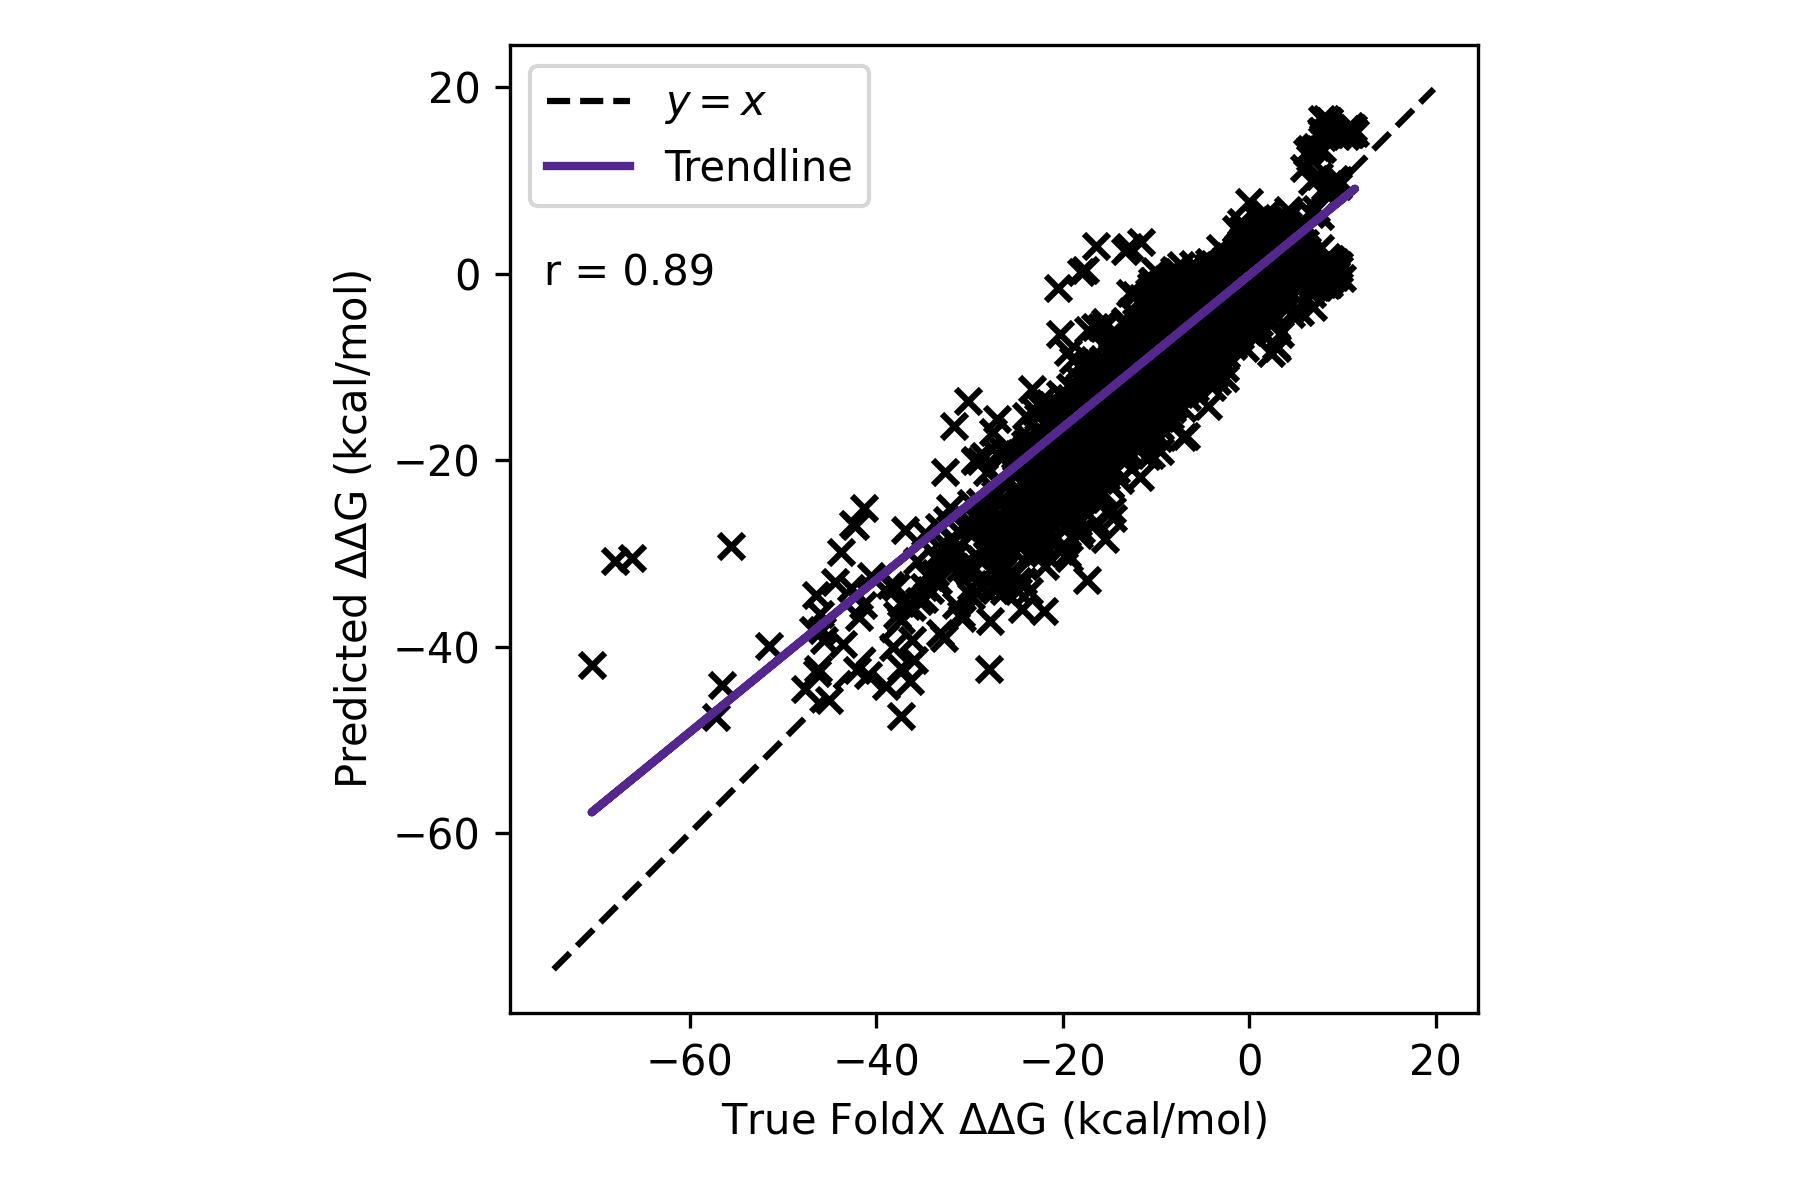 y = x
Trendline
r = 0.89
20
0
−20
−40
−60
Predicted ΔΔG (kcal/mol)
−60 −40 −20 0 20
True FoldX ΔΔG (kcal/mol)